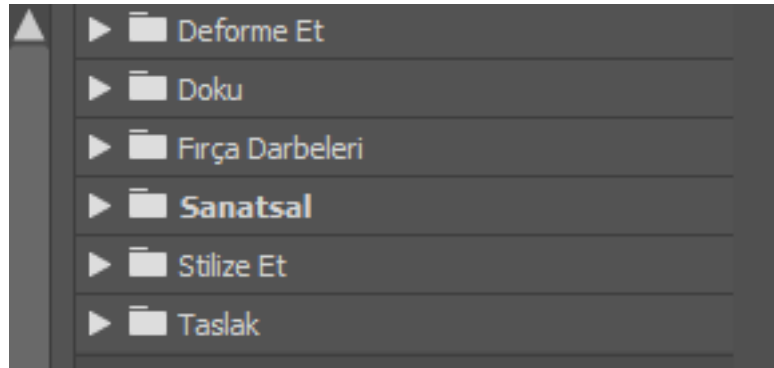 Deforme Et
Doku
Fırça Darbeleri
Sanatsal
Stilize Et
Taslak